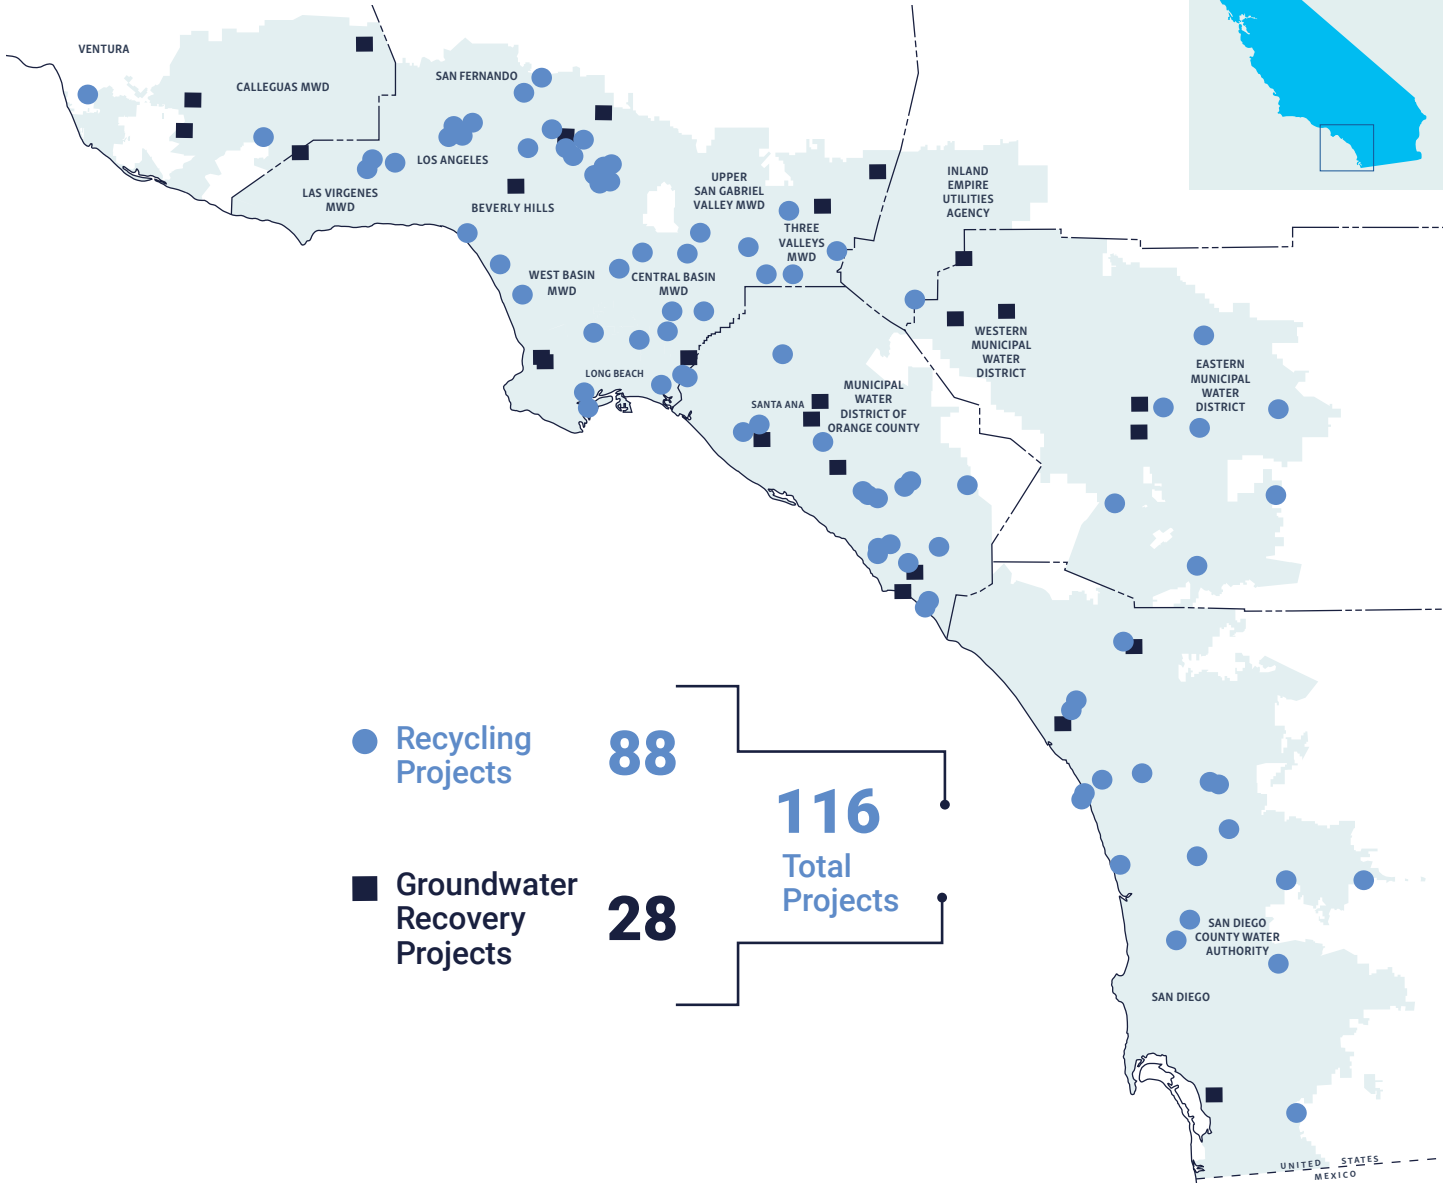 VENTURA
CALLEGUAS MWD
SAN FERNANDO
LOS ANGELES
LAS VIRGENES
MWD
BEVERLY HILLS
UPPER
SAN GABRIEL
VALLEY MWD
THREE
VALLEYS
MWD
INLAND
EMPIRE
UTILITIES
AGENCY
WEST BASIN
MWD
CENTRAL BASIN
MWD
WESTERN
MUNICIPAL
WATER
DISTRICT
EASTERN
MUNICIPAL
WATER
DISTRICT
LONG BEACH
SANTA ANA
MUNICIPAL
WATER
DISTRICT OF
ORANGE COUNTY
Recycling
Projects
88
116
Total
Projects
Groundwater
Recovery
Projects
28
SAN DIEGO
COUNTY WATER
AUTHORITY
SAN DIEGO
UNITED STATES
MEXICO